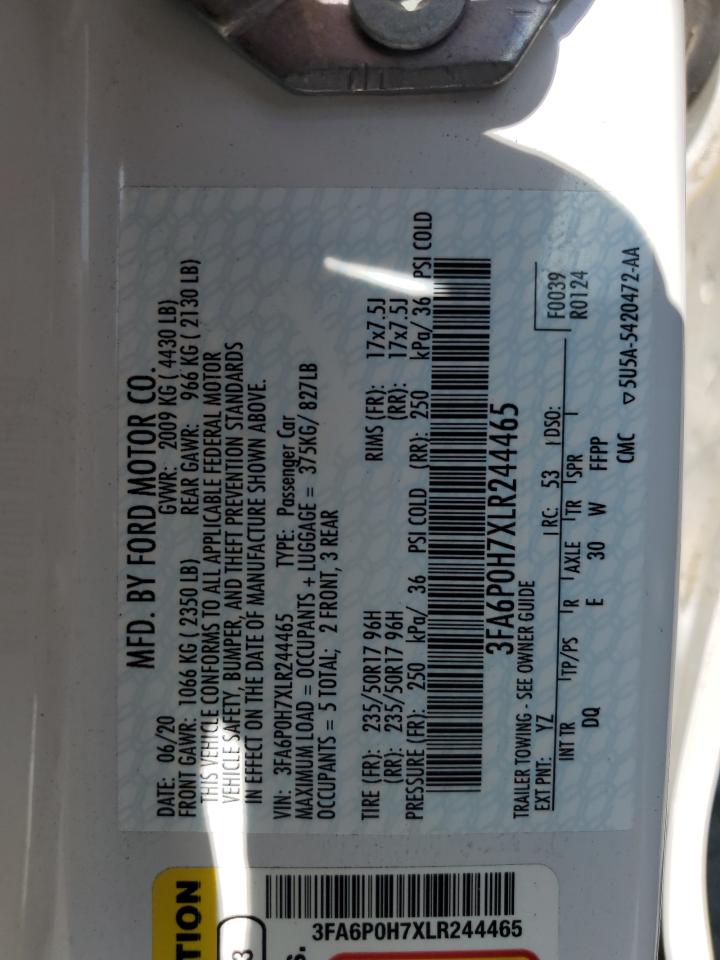 MFD. BY FORD MOTOR CO.
DATE: 06/20 GVWR: 2009 KG ( 4430 LB)
FRONT GAWR: 1066 KG ( 2350 LB) REAR GAWR: 966 KG ( 2130 LB)
THIS VEHICLE CONFORMS TO ALL APPLICABLE FEDERAL MOTOR
VEHICLE SAFETY, BUMPER, AND THEFT PREVENTION STANDARDS
IN EFFECT ON THE DATE OF MANUFACTURE SHOWN ABOVE.
VIN: 3FA6P0H7XLR244465 TYPE: Passenger Car
MAXIMUM LOAD = OCCUPANTS + LUGGAGE = 375KG/ 827LB
OCCUPANTS = 5 TOTAL; 2 FRONT, 3 REAR
TIRE (FR): 235/50R17 96H RIMS (FR): 17x7.5J
(RR): 235/50R17 96H (RR): 17x7.5J
PRESSURE (FR): 250 kPa/ 36 PSI COLD (RR): 250 kPa/ 36 PSI COLD
3FA6P0H7XLR244465
TRAILER TOWING - SEE OWNER GUIDE
EXT PNT: YZ RC: 53 DSO: F0039
R0124
INT TR TP/PS R AXLE TR SPR
DQ E 30 W FFPP
CMC ▽5U5A-5420472-AA
TION
3
S.
3FA6P0H7XLR244465